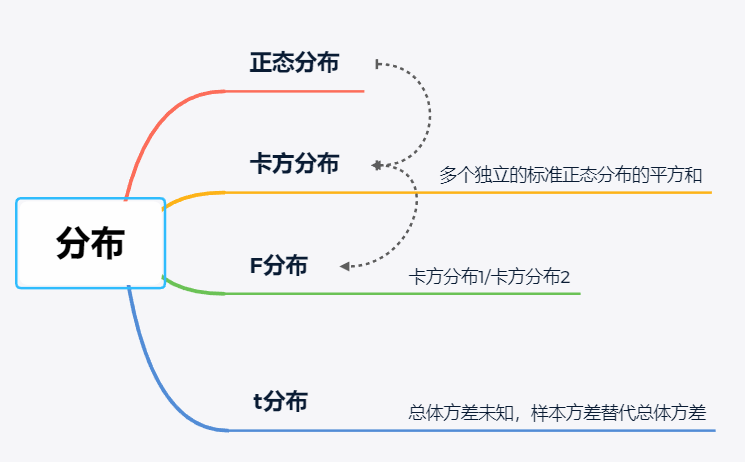 正态分布
卡方分布
多个独立的标准正态分布的平方和
分布
F分布
卡方分布1/卡方分布2
t分布
总体方差未知，样本方差替代总体方差